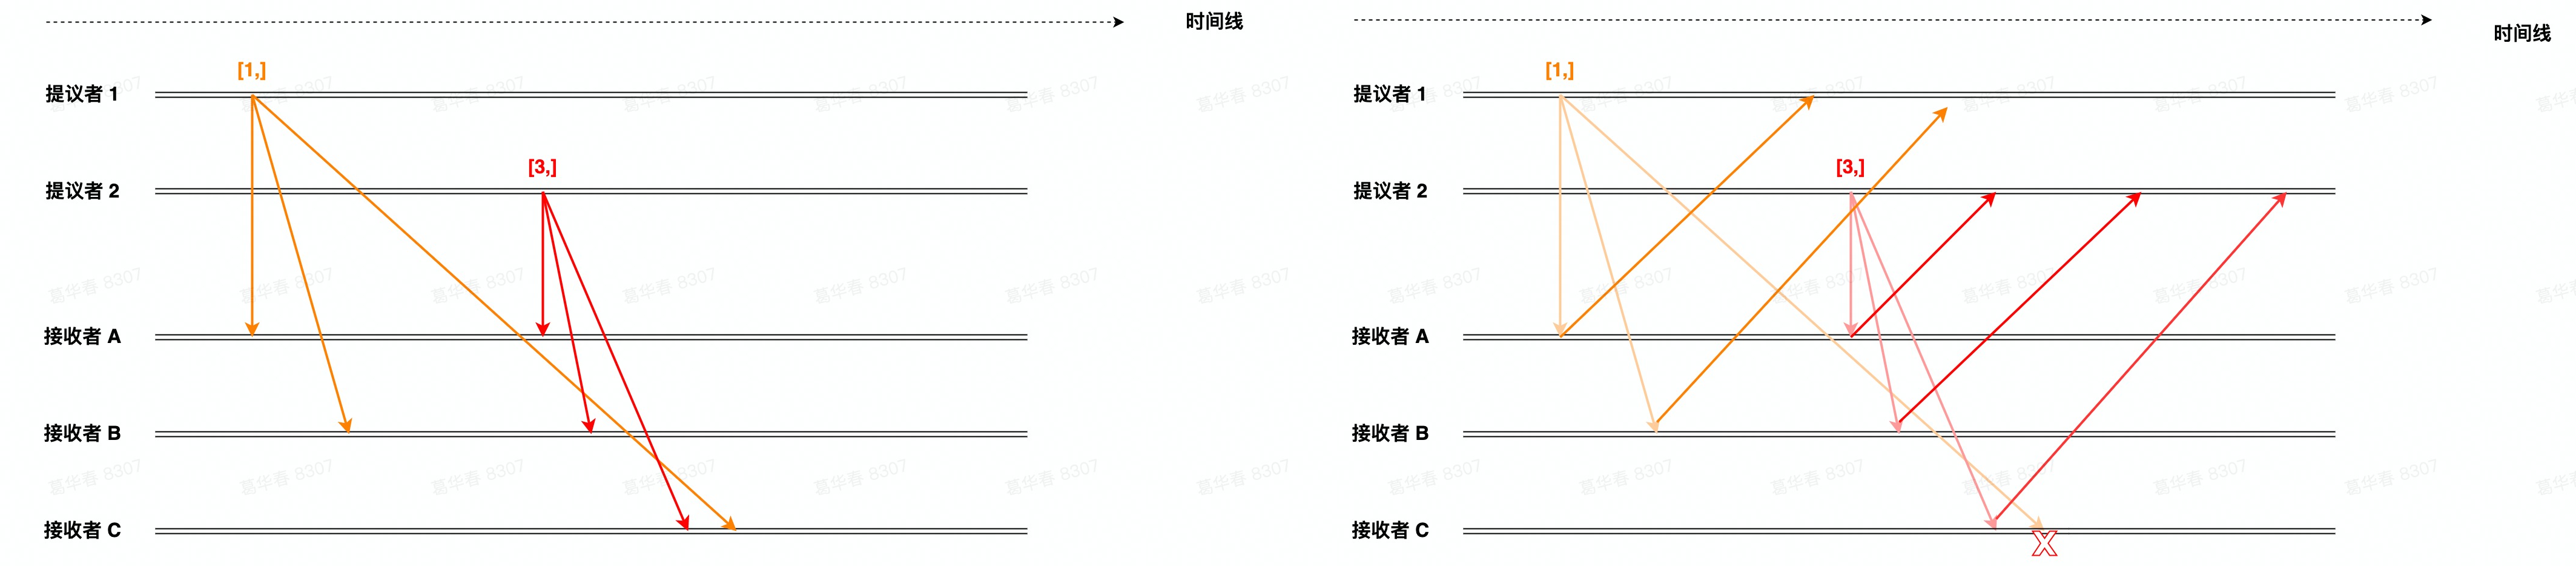 时间线
[1,]
提议者 1
[3,]
提议者 2
接收者 A
接收者 B
接收者 C
时间线
[1,]
提议者 1
[3,]
提议者 2
接收者 A
接收者 B
接收者 C
X
葛华春 8307